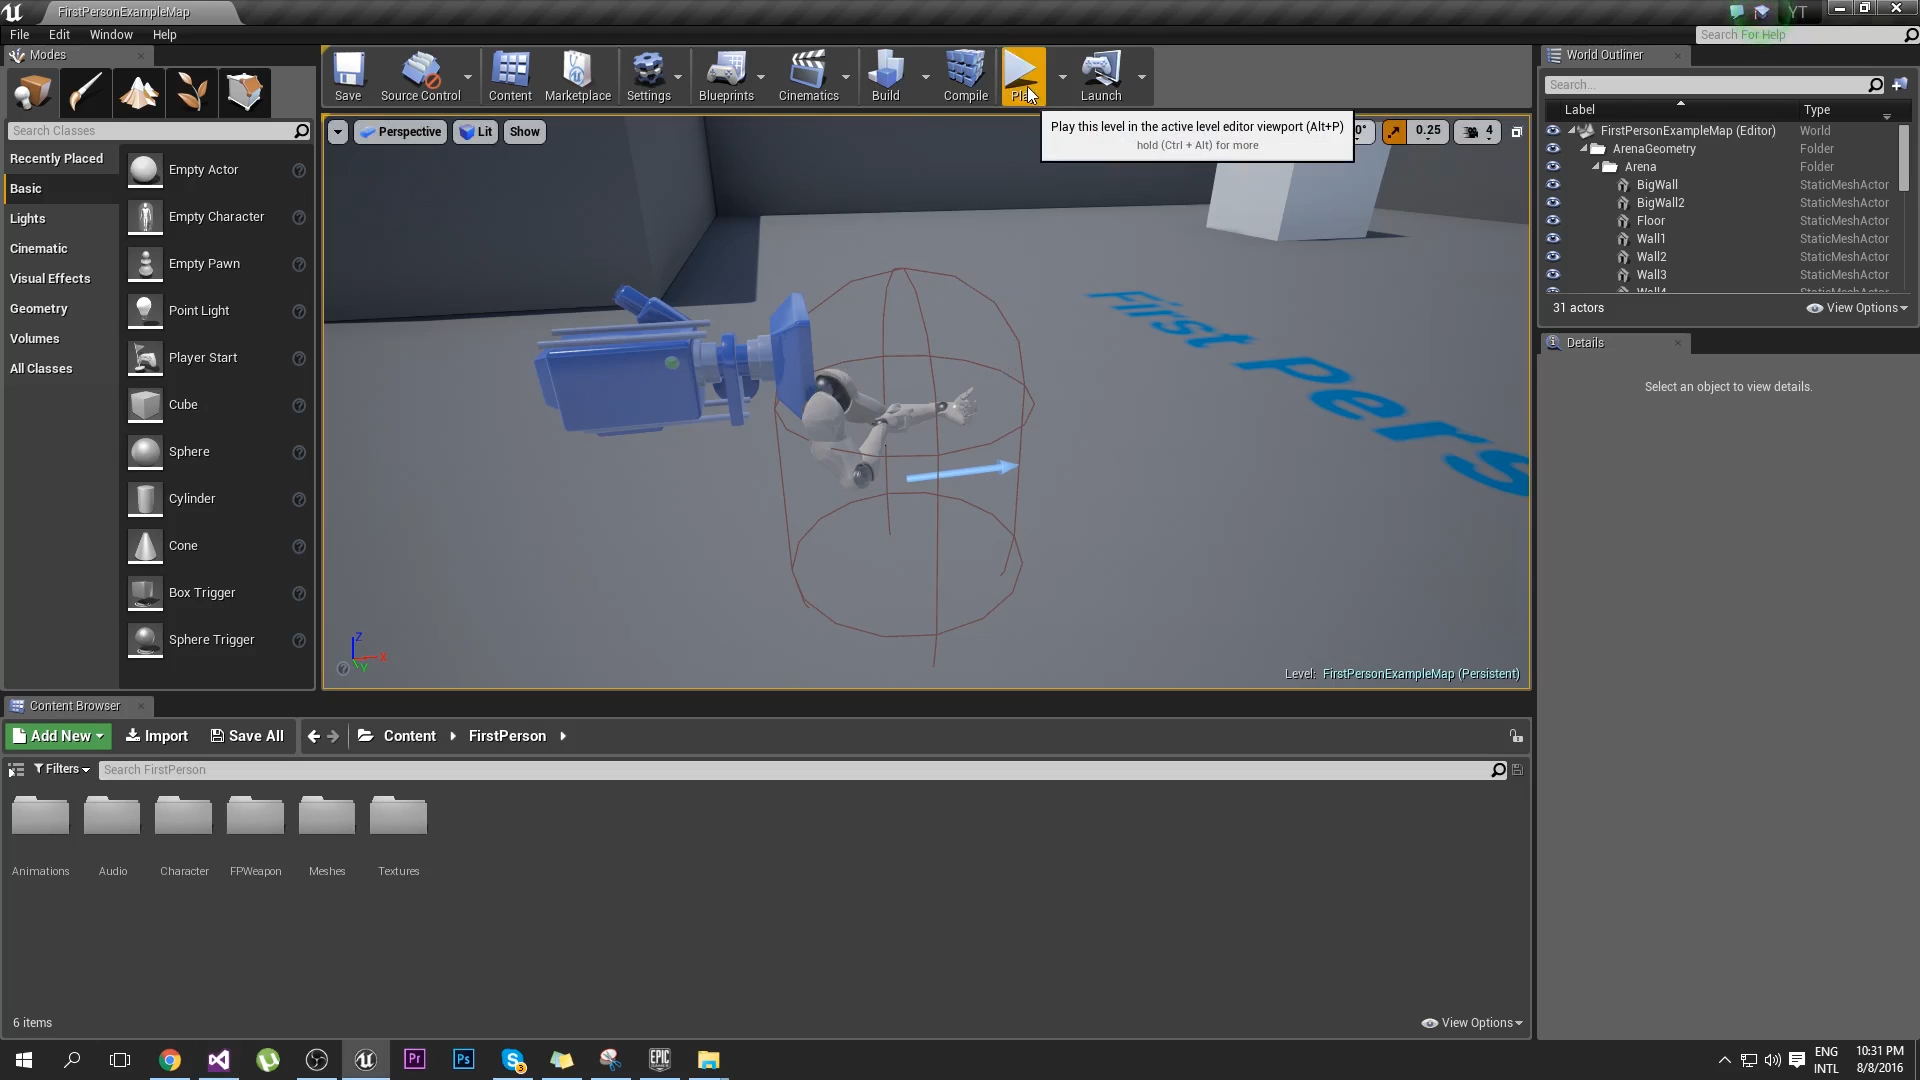 FirstPersonExampleMap
YT
File Edit Window Help
Search For Help
Modes
Save
Source Control
Content
Marketplace
Settings
Blueprints
Cinematics
Build
Compile
Launch
Search Classes
Recently Placed
Basic
Lights
Cinematic
Visual Effects
Geometry
Volumes
All Classes
Empty Actor
Empty Character
Empty Pawn
Point Light
Player Start
Cube
Sphere
Cylinder
Cone
Box Trigger
Sphere Trigger
Perspective Lit Show
0.25
4
Play this level in the active level editor viewport (Alt+P)
hold (Ctrl + Alt) for more
First Pers
Z
X
Y
Level: FirstPersonExampleMap (Persistent)
World Outliner
Search...
Label Type
FirstPersonExampleMap (Editor) World
ArenaGeometry Folder
Arena Folder
BigWall StaticMeshActor
BigWall2 StaticMeshActor
Floor StaticMeshActor
Wall1 StaticMeshActor
Wall2 StaticMeshActor
Wall3 StaticMeshActor
31 actors View Options
Details
Select an object to view details.
Content Browser
Add New Import Save All Content FirstPerson
Filters Search FirstPerson
Animations Audio Character FPWeapon Meshes Textures
6 items View Options
Pr
Ps
3
EPIC GAMES
ENG
INTL
10:31 PM
8/8/2016